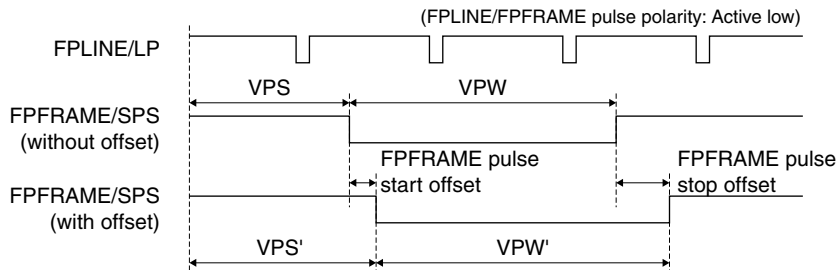 (FPLINE/FPFRAME pulse polarity: Active low)
FPLINE/LP
VPS
VPW
FPFRAME/SPS
(without offset)
FPFRAME pulse
start offset
FPFRAME pulse
stop offset
FPFRAME/SPS
(with offset)
VPS'
VPW'